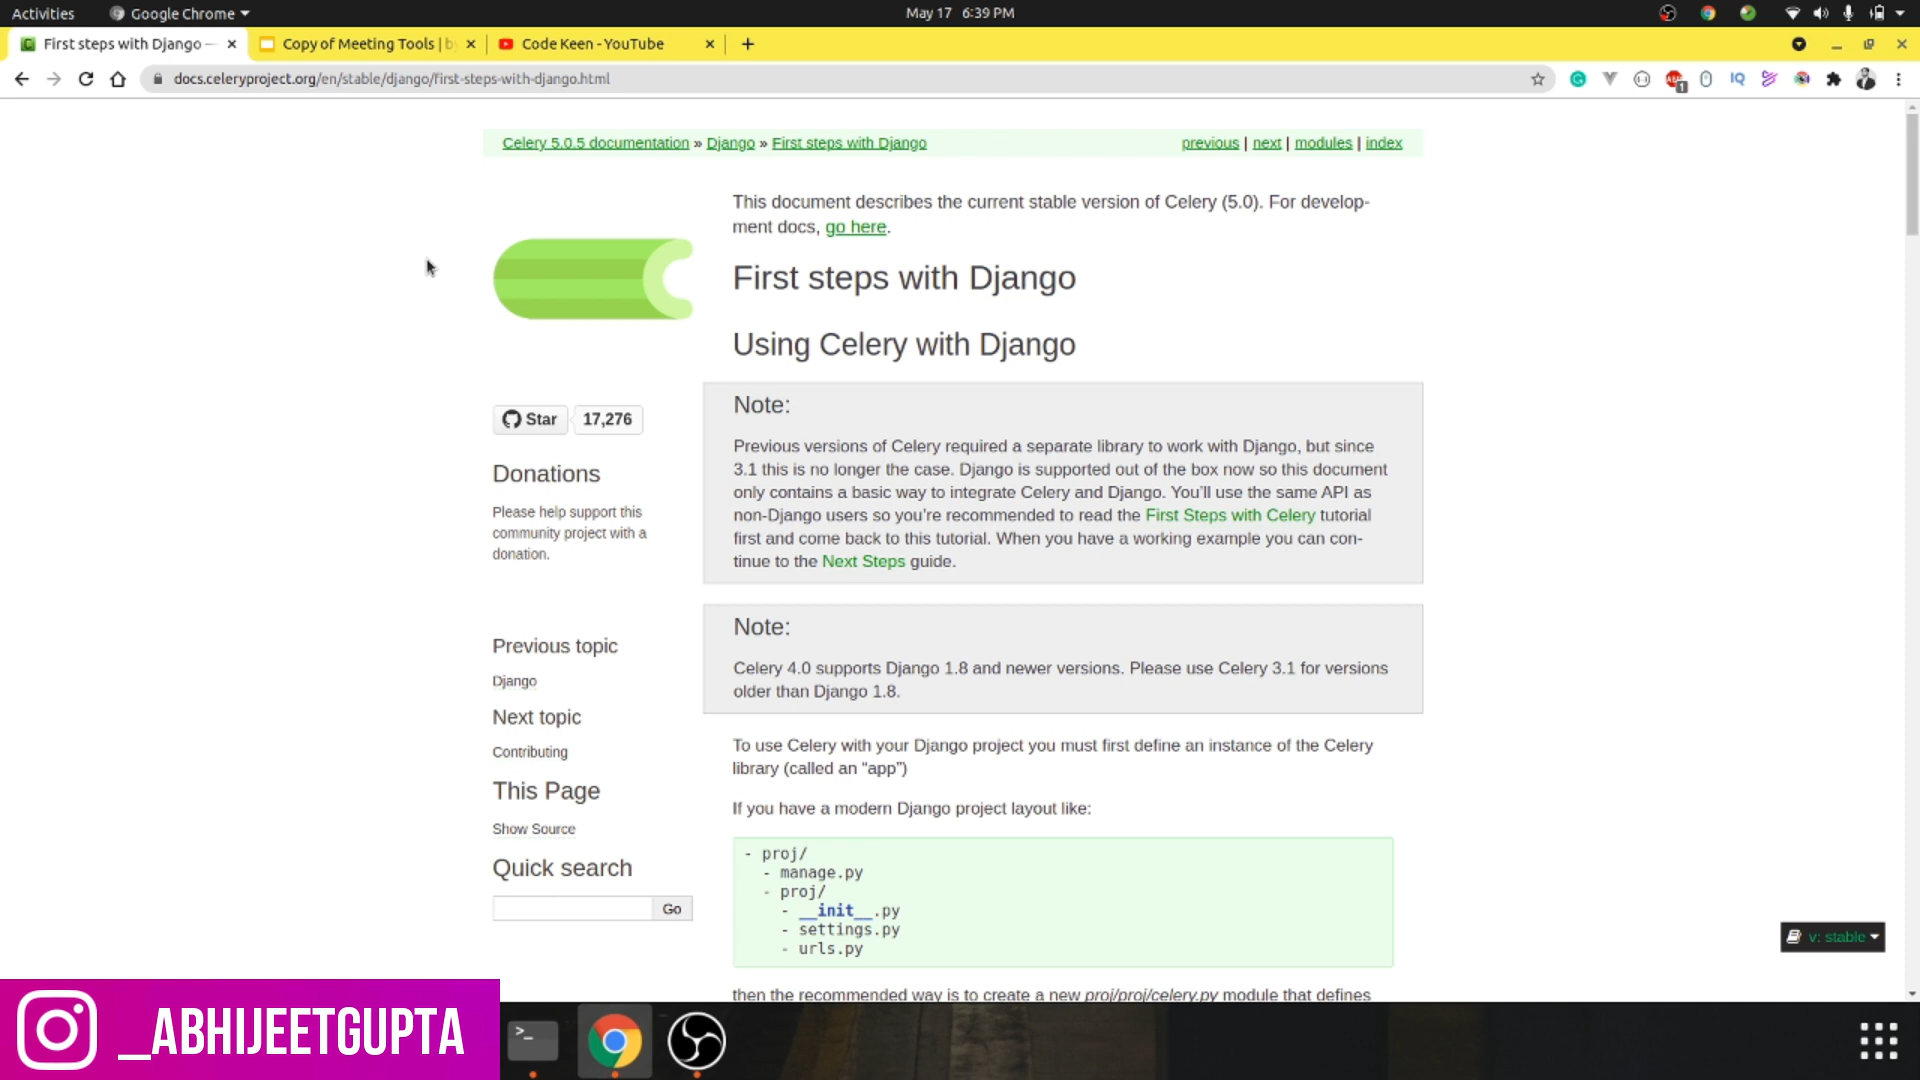 Activities
Google Chrome
May 17 6:39 PM
First steps with Django —
Copy of Meeting Tools | by
Code Keen - YouTube
docs.celeryproject.org/en/stable/django/first-steps-with-django.html
1
IQ
Celery 5.0.5 documentation » Django » First steps with Django
previous | next | modules | index
This document describes the current stable version of Celery (5.0). For develop-
ment docs, go here.
First steps with Django
Using Celery with Django
Star
17,276
Donations
Please help support this
community project with a
donation.
Previous topic
Django
Next topic
Contributing
This Page
Show Source
Quick search
Go
Note:
Previous versions of Celery required a separate library to work with Django, but since
3.1 this is no longer the case. Django is supported out of the box now so this document
only contains a basic way to integrate Celery and Django. You'll use the same API as
non-Django users so you're recommended to read the First Steps with Celery tutorial
first and come back to this tutorial. When you have a working example you can con-
tinue to the Next Steps guide.
Note:
Celery 4.0 supports Django 1.8 and newer versions. Please use Celery 3.1 for versions
older than Django 1.8.
To use Celery with your Django project you must first define an instance of the Celery
library (called an “app”)
If you have a modern Django project layout like:
- proj/
- manage.py
- proj/
- __init__.py
- settings.py
- urls.py
then the recommended way is to create a new proj/proj/celery.py module that defines
v: stable
__ABHIJEETGUPTA